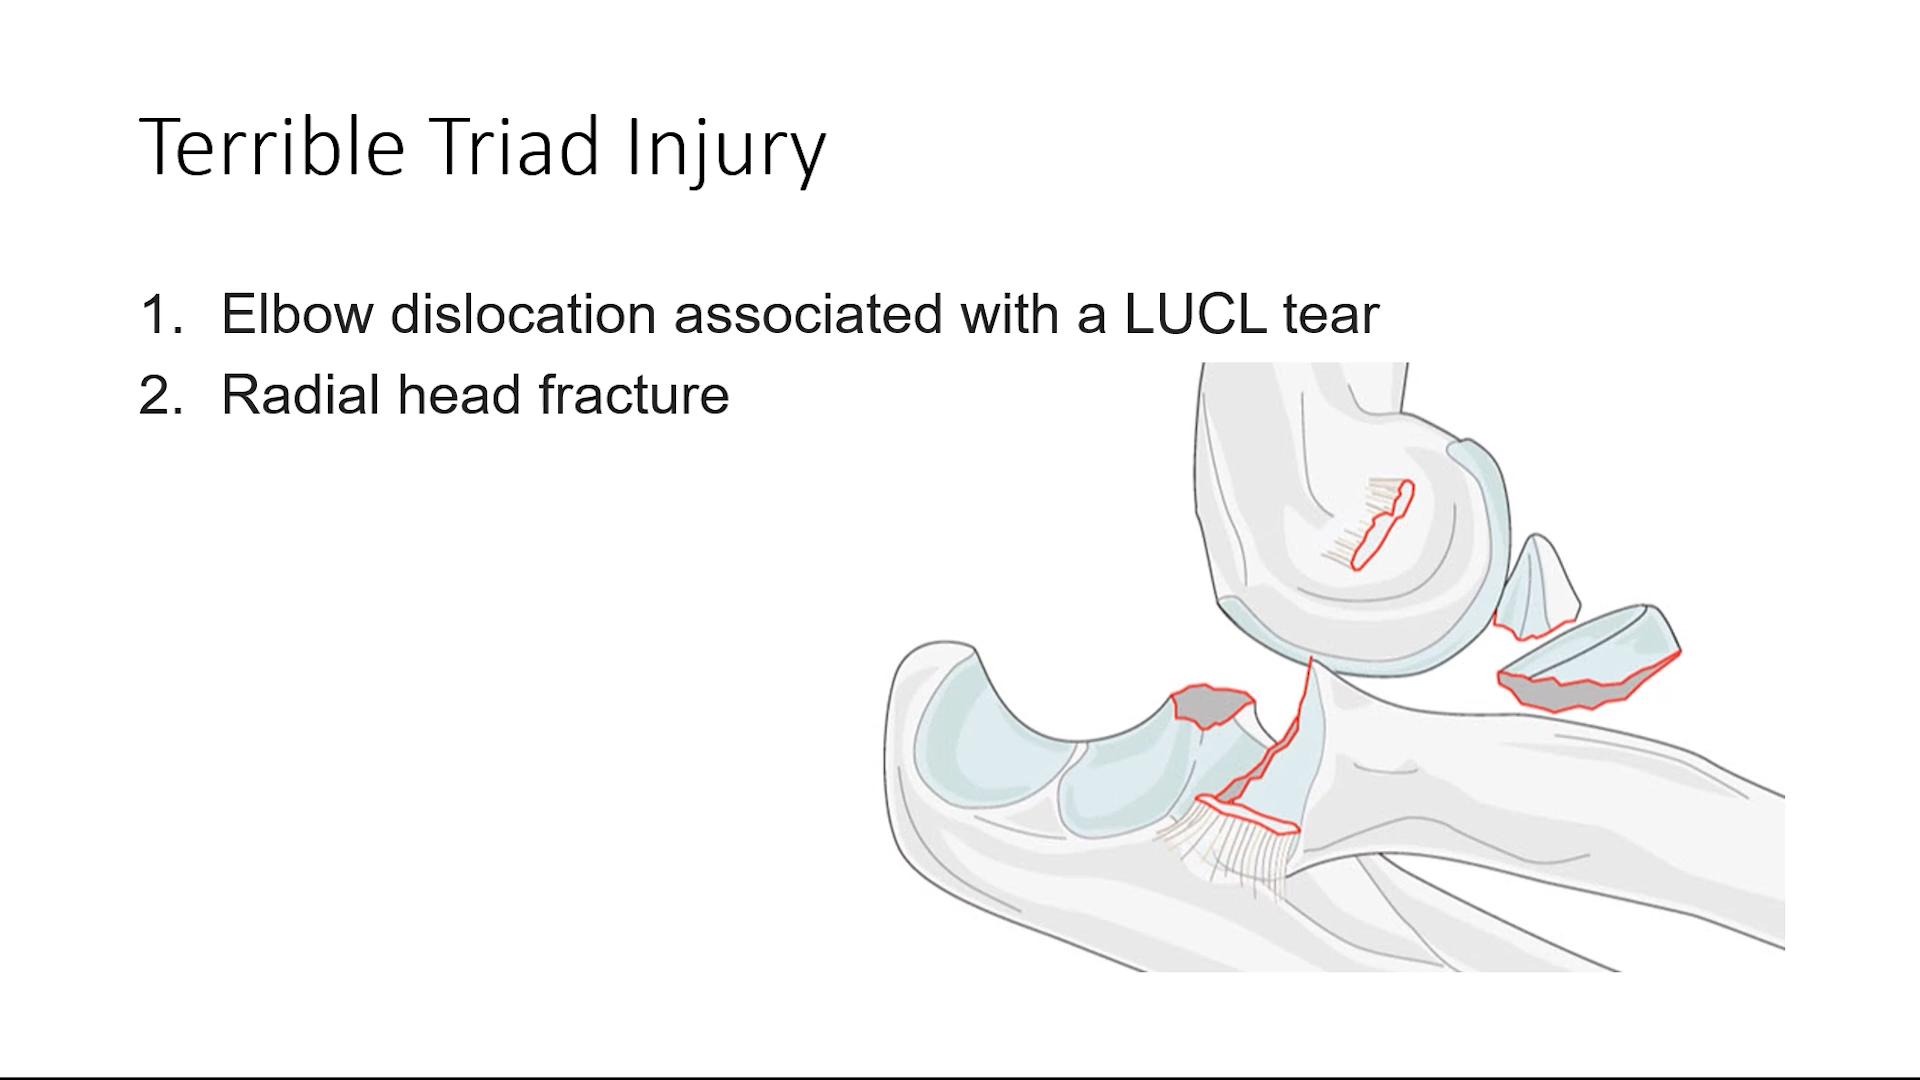 Terrible Triad Injury
1. Elbow dislocation associated with a LUCL tear
2. Radial head fracture